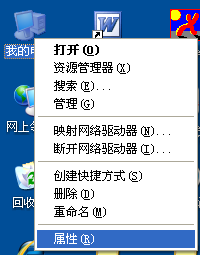 我的电
打开(O)
资源管理器(X)
搜索(E)...
管理(G)
网上邻
映射网络驱动器(N)...
断开网络驱动器(I)...
创建快捷方式(S)
删除(D)
回收
重命名(M)
属性(R)